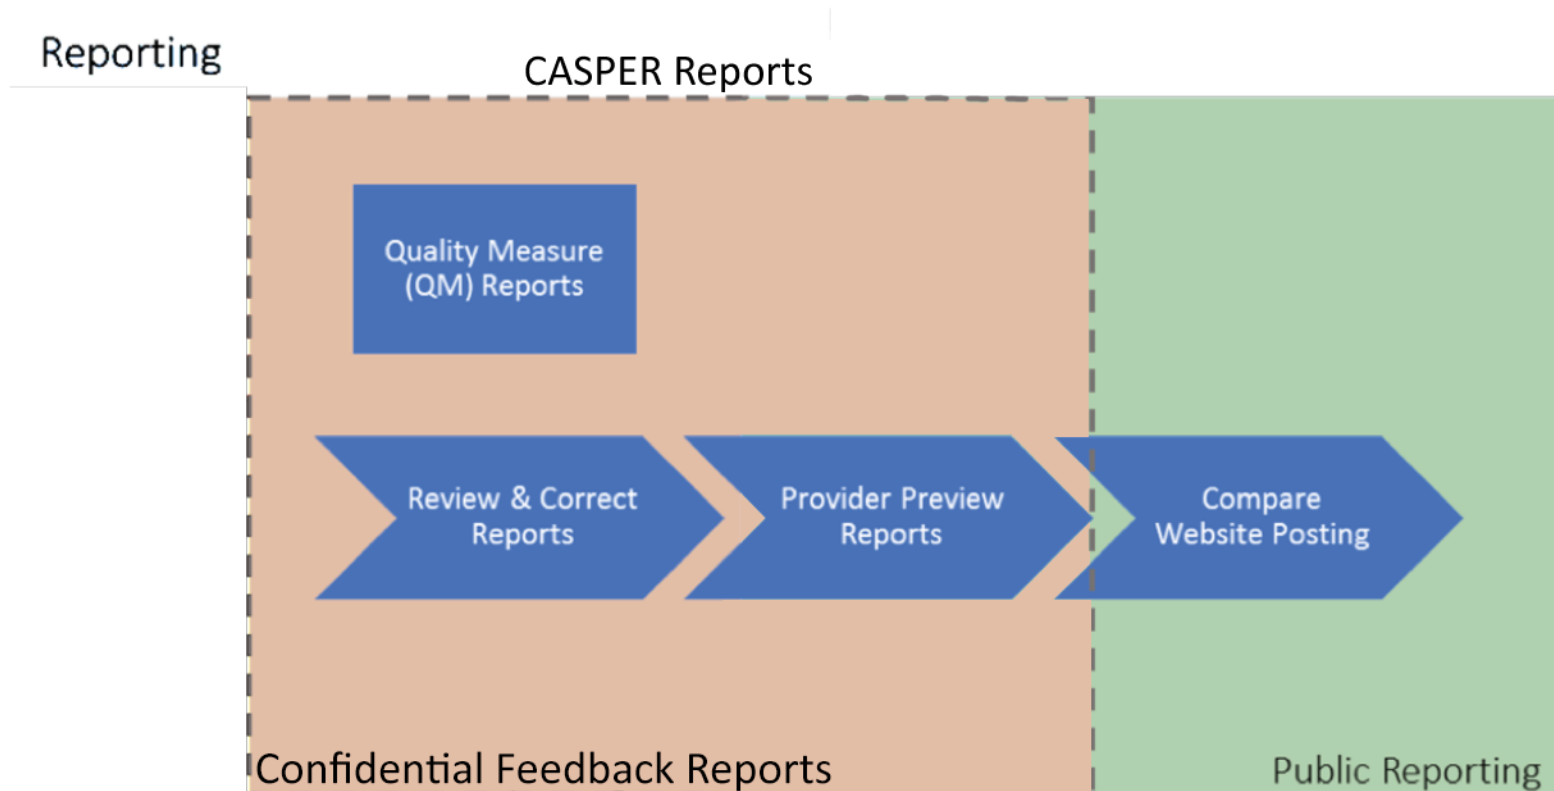 Reporting
CASPER Reports
Quality Measure
(QM) Reports
Review & Correct
Reports
Provider Preview
Reports
Compare
Website Posting
Confidential Feedback Reports
Public Reporting